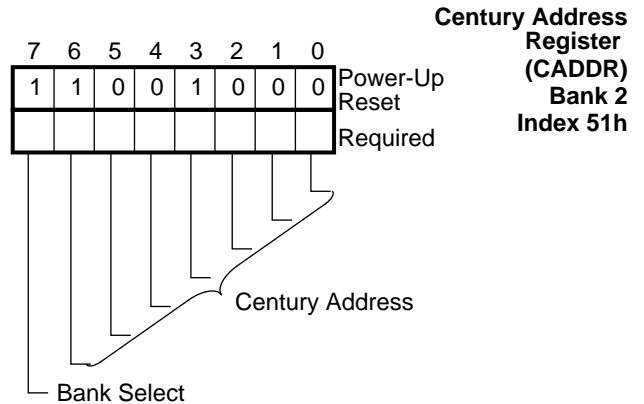 Century Address
Register
(CADDR)
Bank 2
Index 51h
7 6 5 4 3 2 1 0
1 1 0 0 1 0 0 0 Power-Up
Reset
Required
Century Address
Bank Select